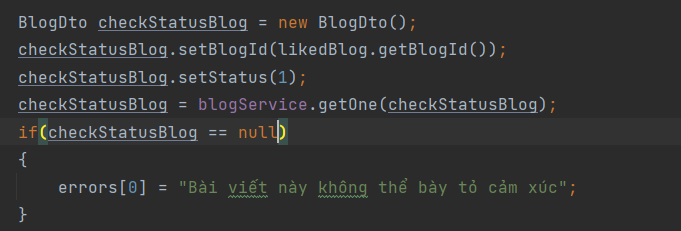 BlogDto checkStatusBlog = new BlogDto();
checkStatusBlog.setBlogId(likedBlog.getBlogId());
checkStatusBlog.setStatus(1);
checkStatusBlog = blogService.getOne(checkStatusBlog);
if(checkStatusBlog == null)
{
    errors[0] = "Bài viết này không thể bày tỏ cảm xúc";
}